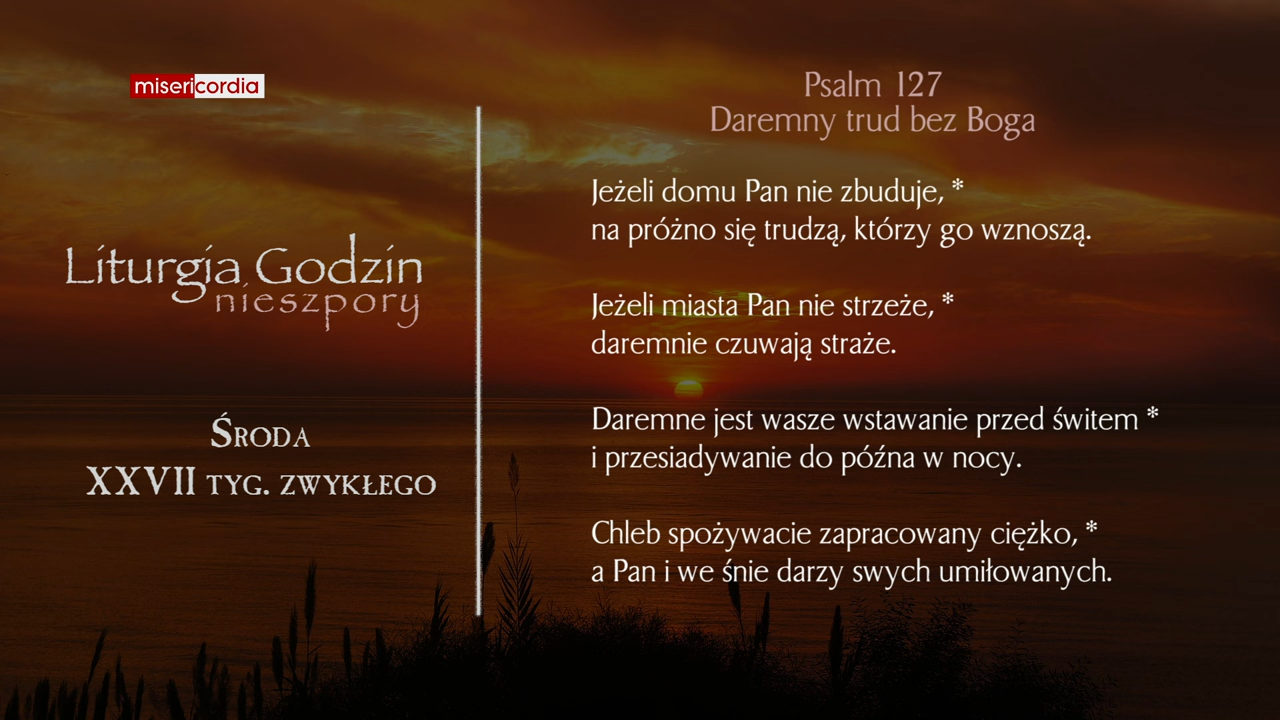 misericordia
Liturgia Godzin
nieszpory
Środa
XXVII tyg. zwykłego
Psalm 127
Daremny trud bez Boga
Jeżeli domu Pan nie zbuduje, *
na próżno się trudzą, którzy go wznoszą.
Jeżeli miasta Pan nie strzeże, *
daremnie czuwają straże.
Daremne jest wasze wstawanie przed świtem *
i przesiadywanie do późna w nocy.
Chleb spożywacie zapracowany ciężko, *
a Pan i we śnie darzy swych umiłowanych.